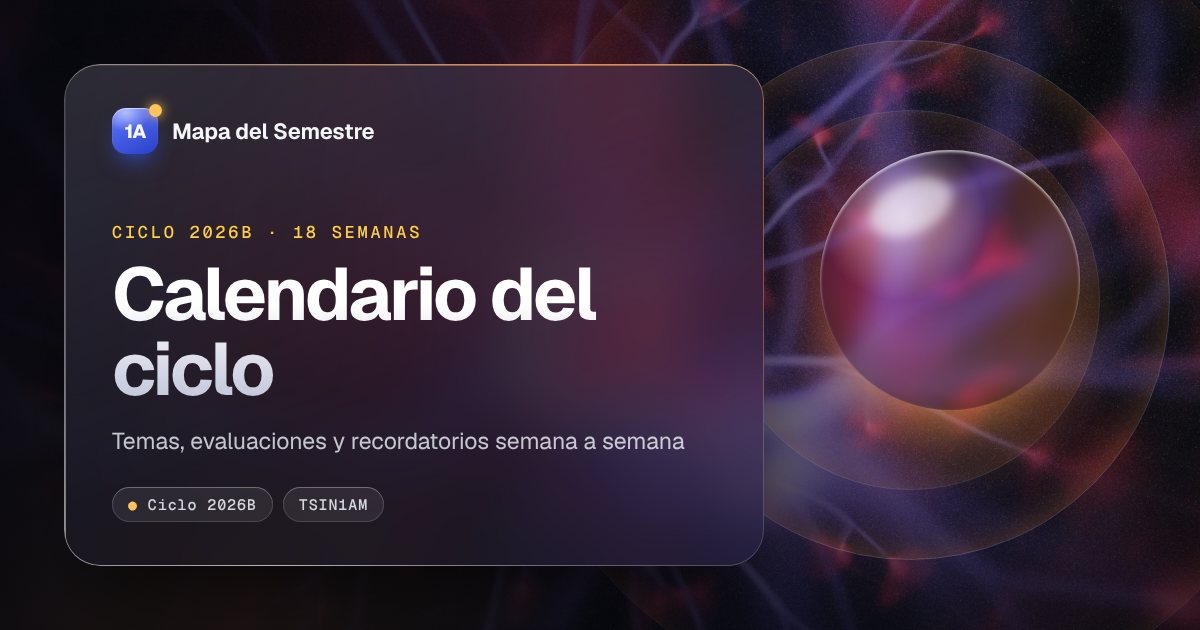 1A
Mapa del Semestre
CICLO 2026B · 18 SEMANAS
Calendario del
ciclo
Temas, evaluaciones y recordatorios semana a semana
Ciclo 2026B
TSIN1AM